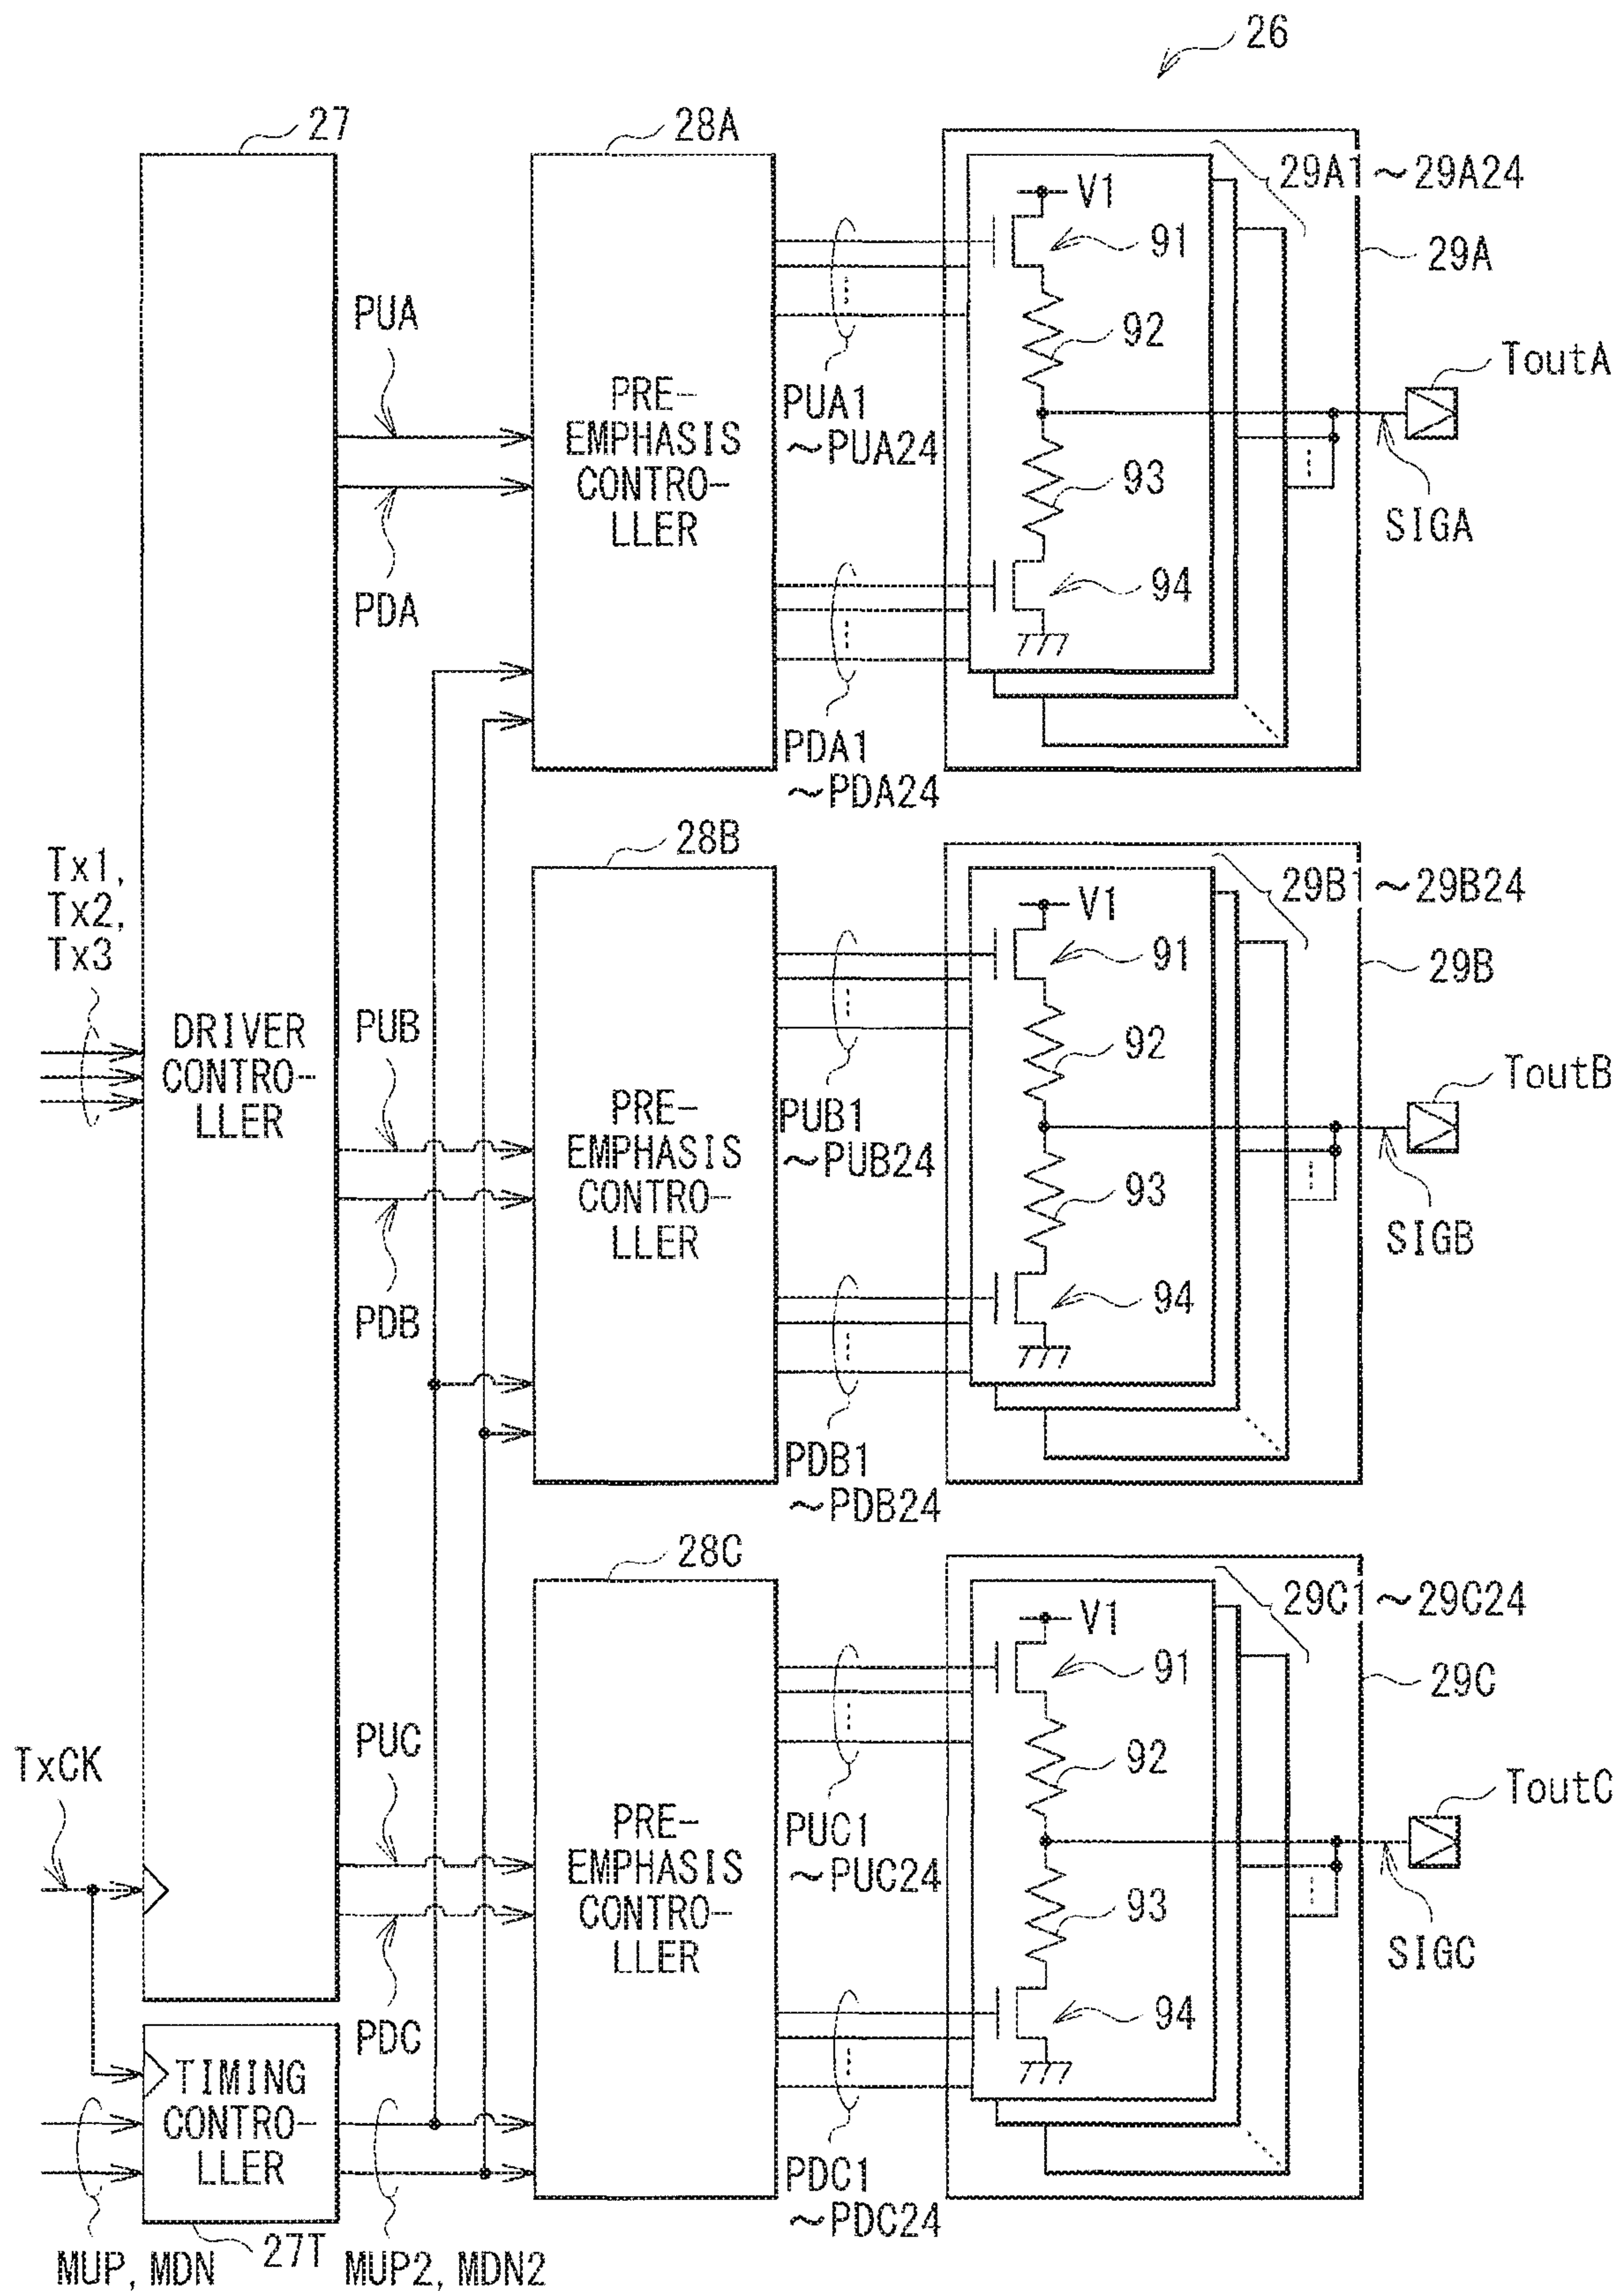 26
27
28A
29A1~29A24
V1
91
29A
PUA
92
ToutA
PRE-
EMPHASIS
CONTRO-
LLER
PUA1
~PUA24
93
SIGA
PDA
94
PDA1
~PDA24
28B
Tx1,
Tx2,
Tx3
29B1~29B24
V1
91
29B
DRIVER
CONTRO-
LLER
PUB
92
ToutB
PRE-
EMPHASIS
CONTRO-
LLER
PUB1
~PUB24
93
SIGB
PDB
94
PDB1
~PDB24
28C
29C1~29C24
V1
91
29C
TxCK
PUC
92
ToutC
PRE-
EMPHASIS
CONTRO-
LLER
PUC1
~PUC24
93
SIGC
PDC
94
TIMING
CONTRO-
LLER
PDC1
~PDC24
27T
MUP, MDN
MUP2, MDN2